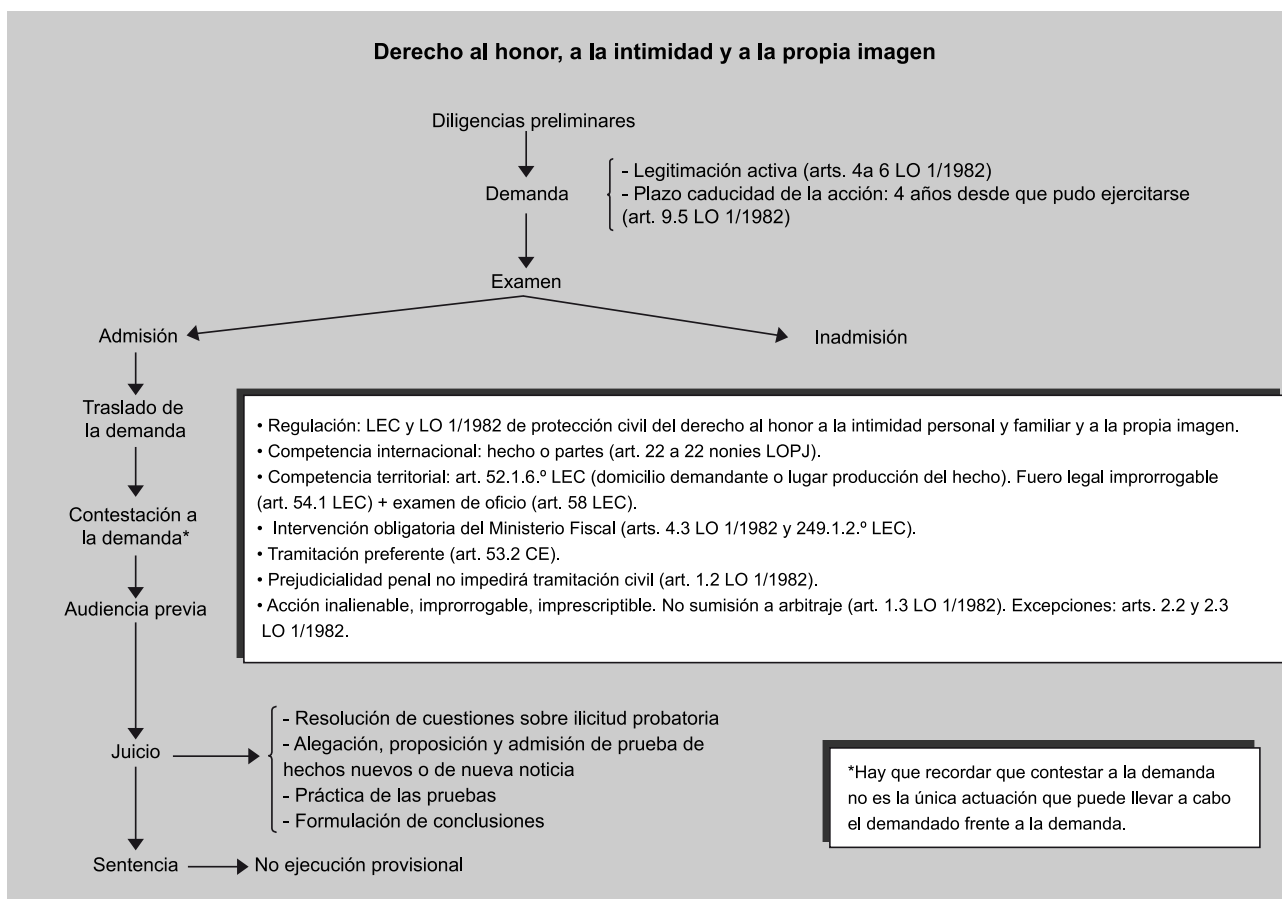 Derecho al honor, a la intimidad y a la propia imagen
Diligencias preliminares
Demanda
- Legitimación activa (arts. 4a 6 LO 1/1982)
- Plazo caducidad de la acción: 4 años desde que pudo ejercitarse
(art. 9.5 LO 1/1982)
Examen
Admisión
Inadmisión
Traslado de
la demanda
Contestación a
la demanda*
Audiencia previa
• Regulación: LEC y LO 1/1982 de protección civil del derecho al honor a la intimidad personal y familiar y a la propia imagen.
• Competencia internacional: hecho o partes (art. 22 a 22 nonies LOPJ).
• Competencia territorial: art. 52.1.6.º LEC (domicilio demandante o lugar producción del hecho). Fuero legal improrrogable
(art. 54.1 LEC) + examen de oficio (art. 58 LEC).
• Intervención obligatoria del Ministerio Fiscal (arts. 4.3 LO 1/1982 y 249.1.2.º LEC).
• Tramitación preferente (art. 53.2 CE).
• Prejudicialidad penal no impedirá tramitación civil (art. 1.2 LO 1/1982).
• Acción inalienable, improrrogable, imprescriptible. No sumisión a arbitraje (art. 1.3 LO 1/1982). Excepciones: arts. 2.2 y 2.3
LO 1/1982.
Juicio
- Resolución de cuestiones sobre ilicitud probatoria
- Alegación, proposición y admisión de prueba de
hechos nuevos o de nueva noticia
- Práctica de las pruebas
- Formulación de conclusiones
Sentencia
No ejecución provisional
*Hay que recordar que contestar a la demanda
no es la única actuación que puede llevar a cabo
el demandado frente a la demanda.